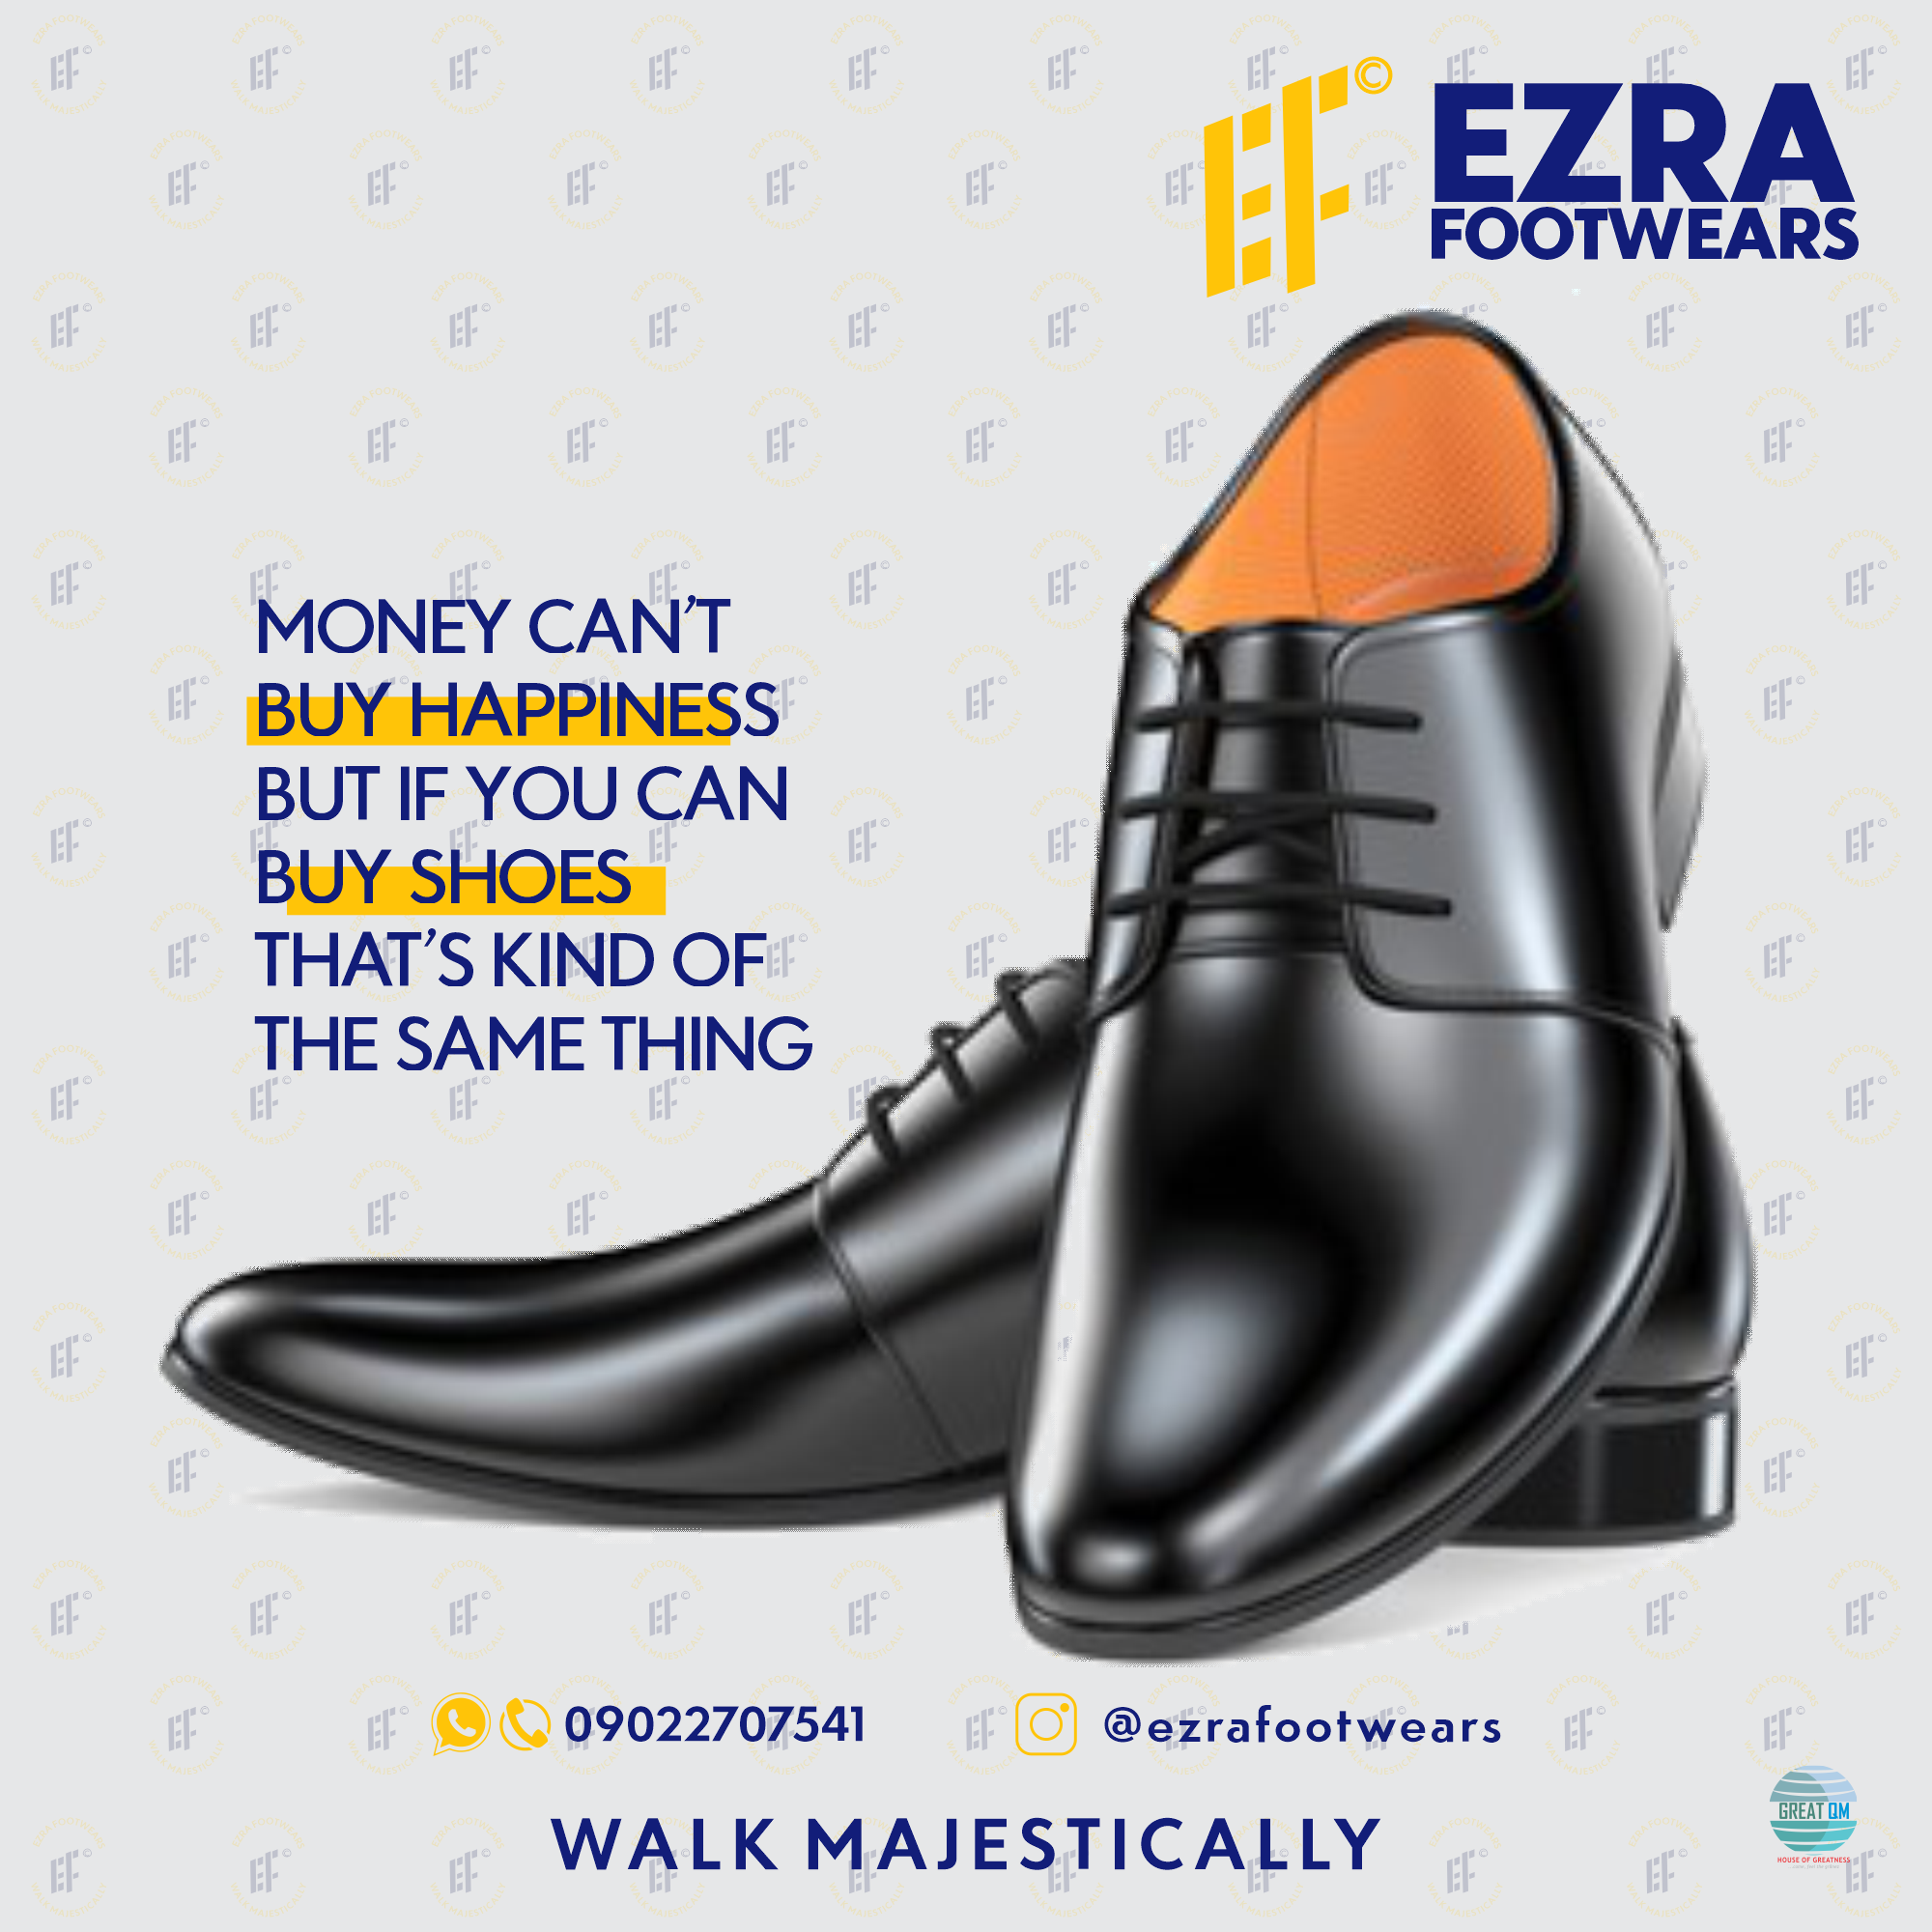 EF©
EZRA
FOOTWEARS
MONEY CAN’T
BUY HAPPINESS
BUT IF YOU CAN
BUY SHOES
THAT’S KIND OF
THE SAME THING
09022707541
@ezrafootwears
WALK MAJESTICALLY
GREAT QM
HOUSE OF GREATNESS